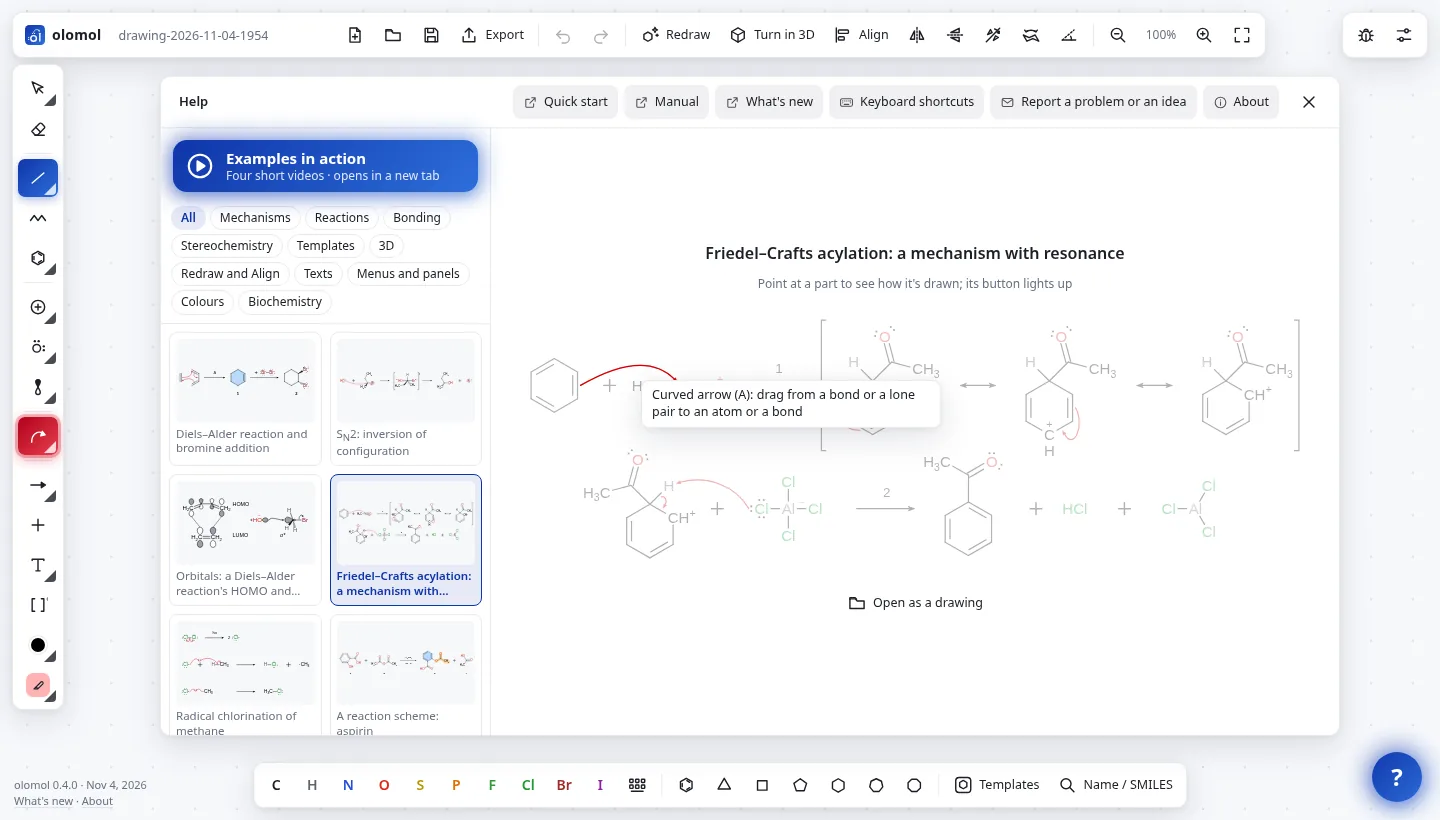 olomol
drawing-2026-11-04-1954
Export
Redraw
Turn in 3D
Align
100%
Help
Quick start
Manual
What's new
Keyboard shortcuts
Report a problem or an idea
About
Examples in action
Four short videos · opens in a new tab
All
Mechanisms
Reactions
Bonding
Stereochemistry
Templates
3D
Redraw and Align
Texts
Menus and panels
Colours
Biochemistry
Diels–Alder reaction and
bromine addition
SN2: inversion of
configuration
HOMO
LUMO
Orbitals: a Diels–Alder
reaction's HOMO and...
Friedel–Crafts acylation:
a mechanism with...
Radical chlorination of
methane
A reaction scheme:
aspirin
Friedel–Crafts acylation: a mechanism with resonance
Point at a part to see how it's drawn; its button lights up
+ H
1
O H CH3
O H CH3 + C H
O H CH3 CH+
Curved arrow (A): drag from a bond or a lone
pair to an atom or a bond
O H3C H CH+
+
Cl Cl Al Cl Cl
2
H3C O
+ HCl +
Cl Cl Al Cl
Open as a drawing
T
C H N O S P F Cl Br I
Templates
Name / SMILES
olomol 0.4.0 · Nov 4, 2026
What's new · About
?